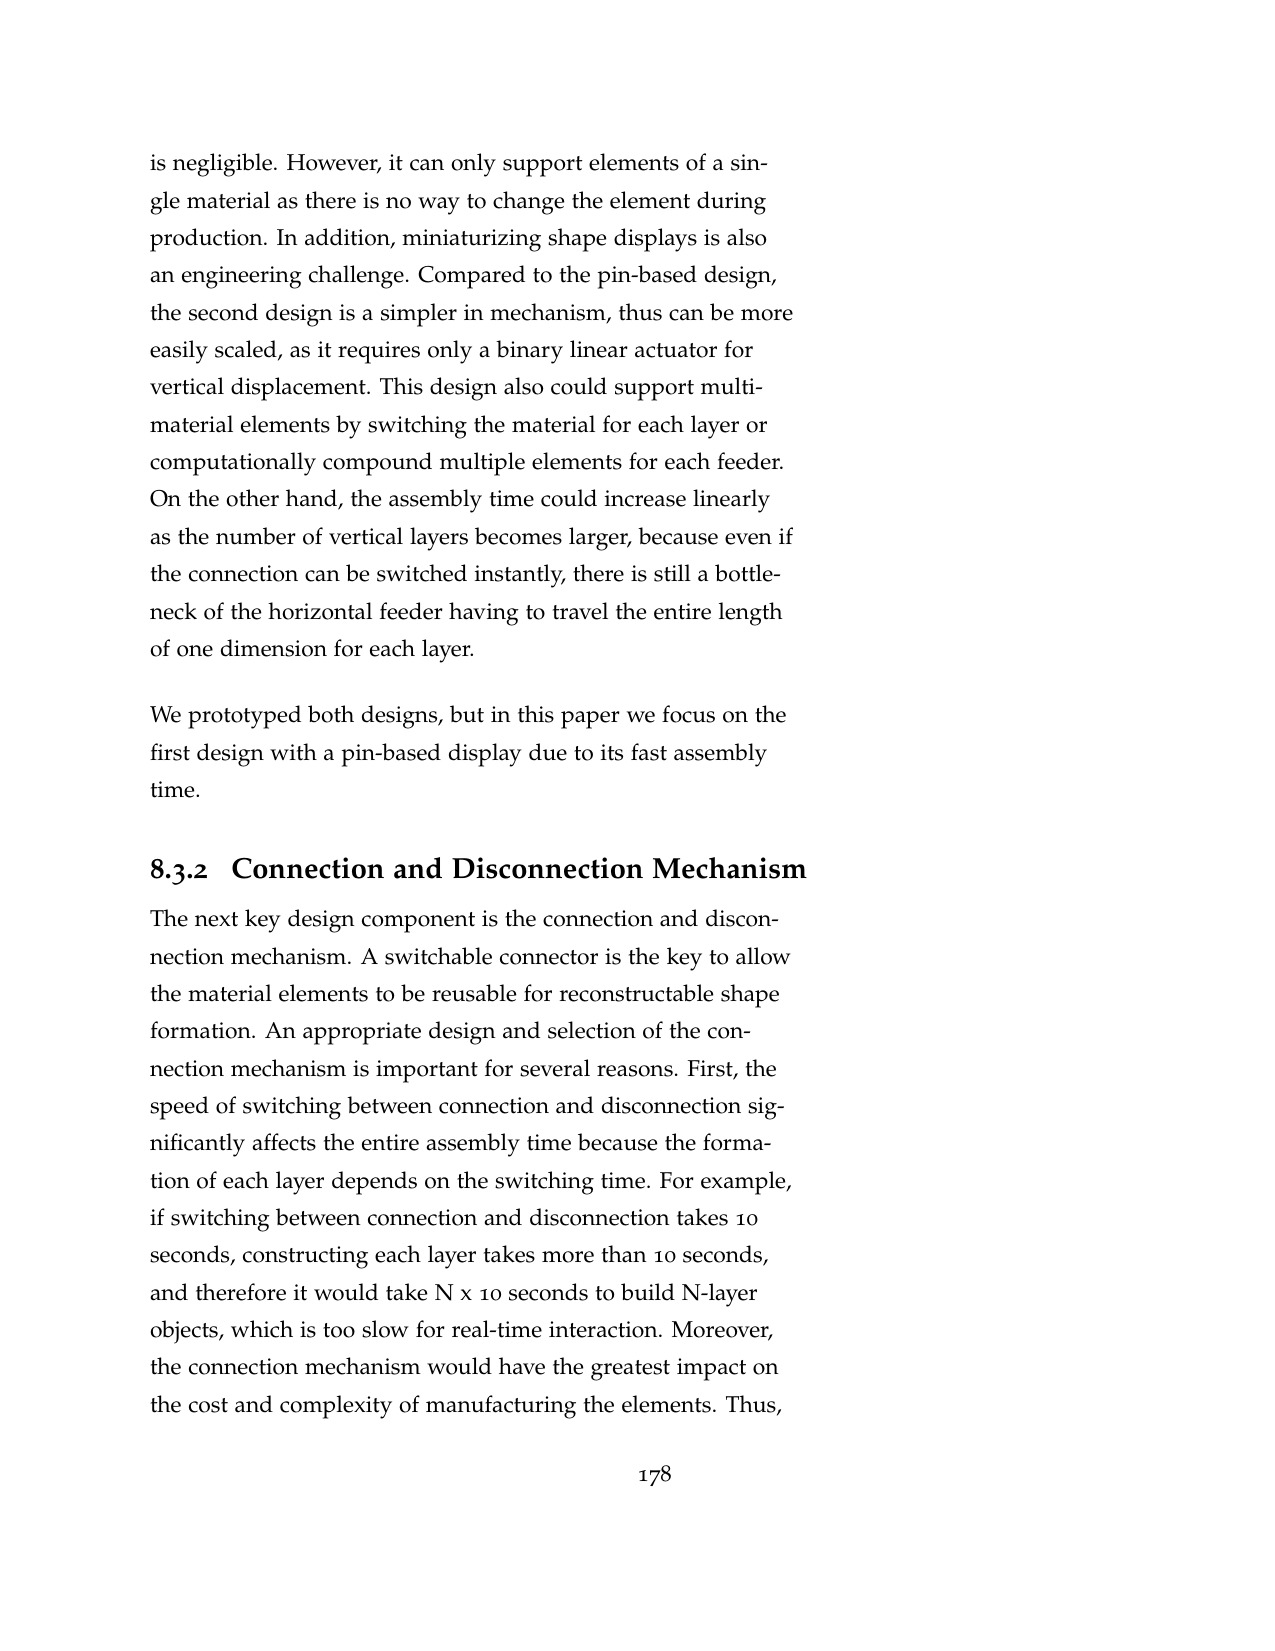 is negligible. However, it can only support elements of a sin-
gle material as there is no way to change the element during
production. In addition, miniaturizing shape displays is also
an engineering challenge. Compared to the pin-based design,
the second design is a simpler in mechanism, thus can be more
easily scaled, as it requires only a binary linear actuator for
vertical displacement. This design also could support multi-
material elements by switching the material for each layer or
computationally compound multiple elements for each feeder.
On the other hand, the assembly time could increase linearly
as the number of vertical layers becomes larger, because even if
the connection can be switched instantly, there is still a bottle-
neck of the horizontal feeder having to travel the entire length
of one dimension for each layer.
We prototyped both designs, but in this paper we focus on the
first design with a pin-based display due to its fast assembly
time.
8.3.2 Connection and Disconnection Mechanism
The next key design component is the connection and discon-
nection mechanism. A switchable connector is the key to allow
the material elements to be reusable for reconstructable shape
formation. An appropriate design and selection of the con-
nection mechanism is important for several reasons. First, the
speed of switching between connection and disconnection sig-
nificantly affects the entire assembly time because the forma-
tion of each layer depends on the switching time. For example,
if switching between connection and disconnection takes 10
seconds, constructing each layer takes more than 10 seconds,
and therefore it would take N x 10 seconds to build N-layer
objects, which is too slow for real-time interaction. Moreover,
the connection mechanism would have the greatest impact on
the cost and complexity of manufacturing the elements. Thus,
178